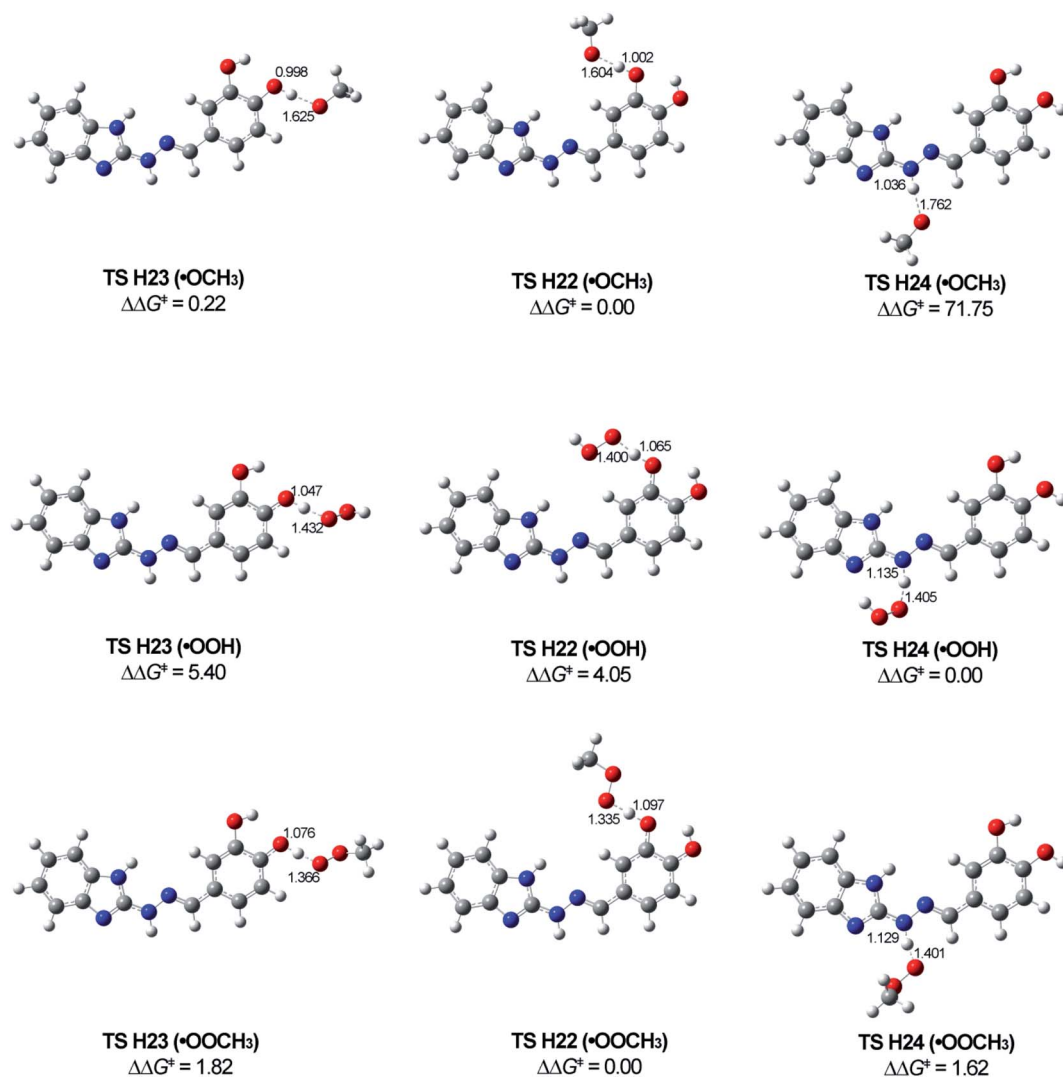 0.998
1.625
TS H23 (•OCH₃)
ΔΔG‡ = 0.22
1.002
1.604
TS H22 (•OCH₃)
ΔΔG‡ = 0.00
1.036
1.762
TS H24 (•OCH₃)
ΔΔG‡ = 71.75
1.047
1.432
TS H23 (•OOH)
ΔΔG‡ = 5.40
1.065
1.400
TS H22 (•OOH)
ΔΔG‡ = 4.05
1.135
1.405
TS H24 (•OOH)
ΔΔG‡ = 0.00
1.076
1.366
TS H23 (•OOCH₃)
ΔΔG‡ = 1.82
1.097
1.335
TS H22 (•OOCH₃)
ΔΔG‡ = 0.00
1.129
1.401
TS H24 (•OOCH₃)
ΔΔG‡ = 1.62